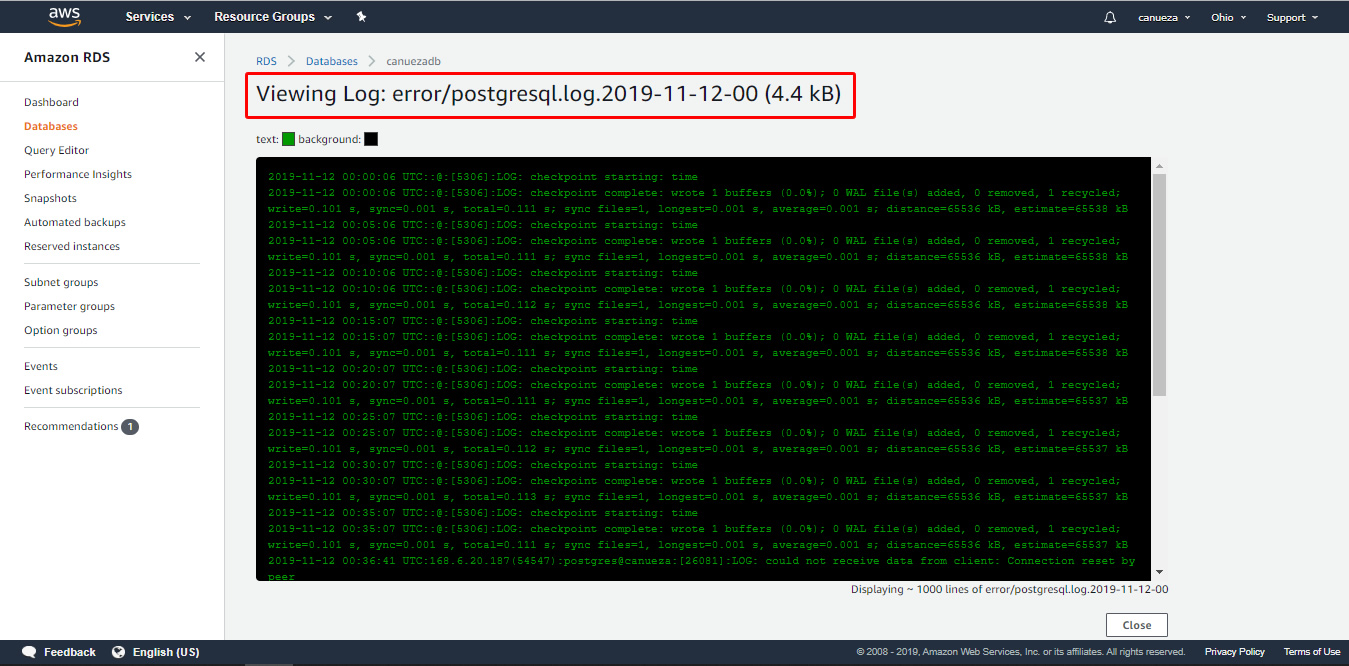 aws Services Resource Groups canueza Ohio Support
Amazon RDS
Dashboard
Databases
Query Editor
Performance Insights
Snapshots
Automated backups
Reserved instances
Subnet groups
Parameter groups
Option groups
Events
Event subscriptions
Recommendations 1
RDS Databases canuezadb
Viewing Log: error/postgresql.log.2019-11-12-00 (4.4 kB)
text: background:
2019-11-12 00:00:06 UTC::@:[5306]:LOG: checkpoint starting: time
2019-11-12 00:00:06 UTC::@:[5306]:LOG: checkpoint complete: wrote 1 buffers (0.0%); 0 WAL file(s) added, 0 removed, 1 recycled;
write=0.101 s, sync=0.001 s, total=0.111 s; sync files=1, longest=0.001 s, average=0.001 s; distance=65536 kB, estimate=65538 kB
2019-11-12 00:05:06 UTC::@:[5306]:LOG: checkpoint starting: time
2019-11-12 00:05:06 UTC::@:[5306]:LOG: checkpoint complete: wrote 1 buffers (0.0%); 0 WAL file(s) added, 0 removed, 1 recycled;
write=0.101 s, sync=0.001 s, total=0.111 s; sync files=1, longest=0.001 s, average=0.001 s; distance=65536 kB, estimate=65538 kB
2019-11-12 00:10:06 UTC::@:[5306]:LOG: checkpoint starting: time
2019-11-12 00:10:06 UTC::@:[5306]:LOG: checkpoint complete: wrote 1 buffers (0.0%); 0 WAL file(s) added, 0 removed, 1 recycled;
write=0.101 s, sync=0.001 s, total=0.112 s; sync files=1, longest=0.001 s, average=0.001 s; distance=65536 kB, estimate=65538 kB
2019-11-12 00:15:07 UTC::@:[5306]:LOG: checkpoint starting: time
2019-11-12 00:15:07 UTC::@:[5306]:LOG: checkpoint complete: wrote 1 buffers (0.0%); 0 WAL file(s) added, 0 removed, 1 recycled;
write=0.101 s, sync=0.001 s, total=0.111 s; sync files=1, longest=0.001 s, average=0.001 s; distance=65536 kB, estimate=65538 kB
2019-11-12 00:20:07 UTC::@:[5306]:LOG: checkpoint starting: time
2019-11-12 00:20:07 UTC::@:[5306]:LOG: checkpoint complete: wrote 1 buffers (0.0%); 0 WAL file(s) added, 0 removed, 1 recycled;
write=0.101 s, sync=0.001 s, total=0.111 s; sync files=1, longest=0.001 s, average=0.001 s; distance=65536 kB, estimate=65537 kB
2019-11-12 00:25:07 UTC::@:[5306]:LOG: checkpoint starting: time
2019-11-12 00:25:07 UTC::@:[5306]:LOG: checkpoint complete: wrote 1 buffers (0.0%); 0 WAL file(s) added, 0 removed, 1 recycled;
write=0.101 s, sync=0.001 s, total=0.112 s; sync files=1, longest=0.001 s, average=0.001 s; distance=65536 kB, estimate=65537 kB
2019-11-12 00:30:07 UTC::@:[5306]:LOG: checkpoint starting: time
2019-11-12 00:30:07 UTC::@:[5306]:LOG: checkpoint complete: wrote 1 buffers (0.0%); 0 WAL file(s) added, 0 removed, 1 recycled;
write=0.101 s, sync=0.001 s, total=0.113 s; sync files=1, longest=0.001 s, average=0.001 s; distance=65536 kB, estimate=65537 kB
2019-11-12 00:35:07 UTC::@:[5306]:LOG: checkpoint starting: time
2019-11-12 00:35:07 UTC::@:[5306]:LOG: checkpoint complete: wrote 1 buffers (0.0%); 0 WAL file(s) added, 0 removed, 1 recycled;
write=0.101 s, sync=0.001 s, total=0.111 s; sync files=1, longest=0.001 s, average=0.001 s; distance=65536 kB, estimate=65537 kB
2019-11-12 00:36:41 UTC:168.6.20.187(54547):postgres@canueza:[26081]:LOG: could not receive data from client: Connection reset by
peer
Displaying ~ 1000 lines of error/postgresql.log.2019-11-12-00
Close
Feedback English (US) © 2008 - 2019, Amazon Web Services, Inc. or its affiliates. All rights reserved. Privacy Policy Terms of Use